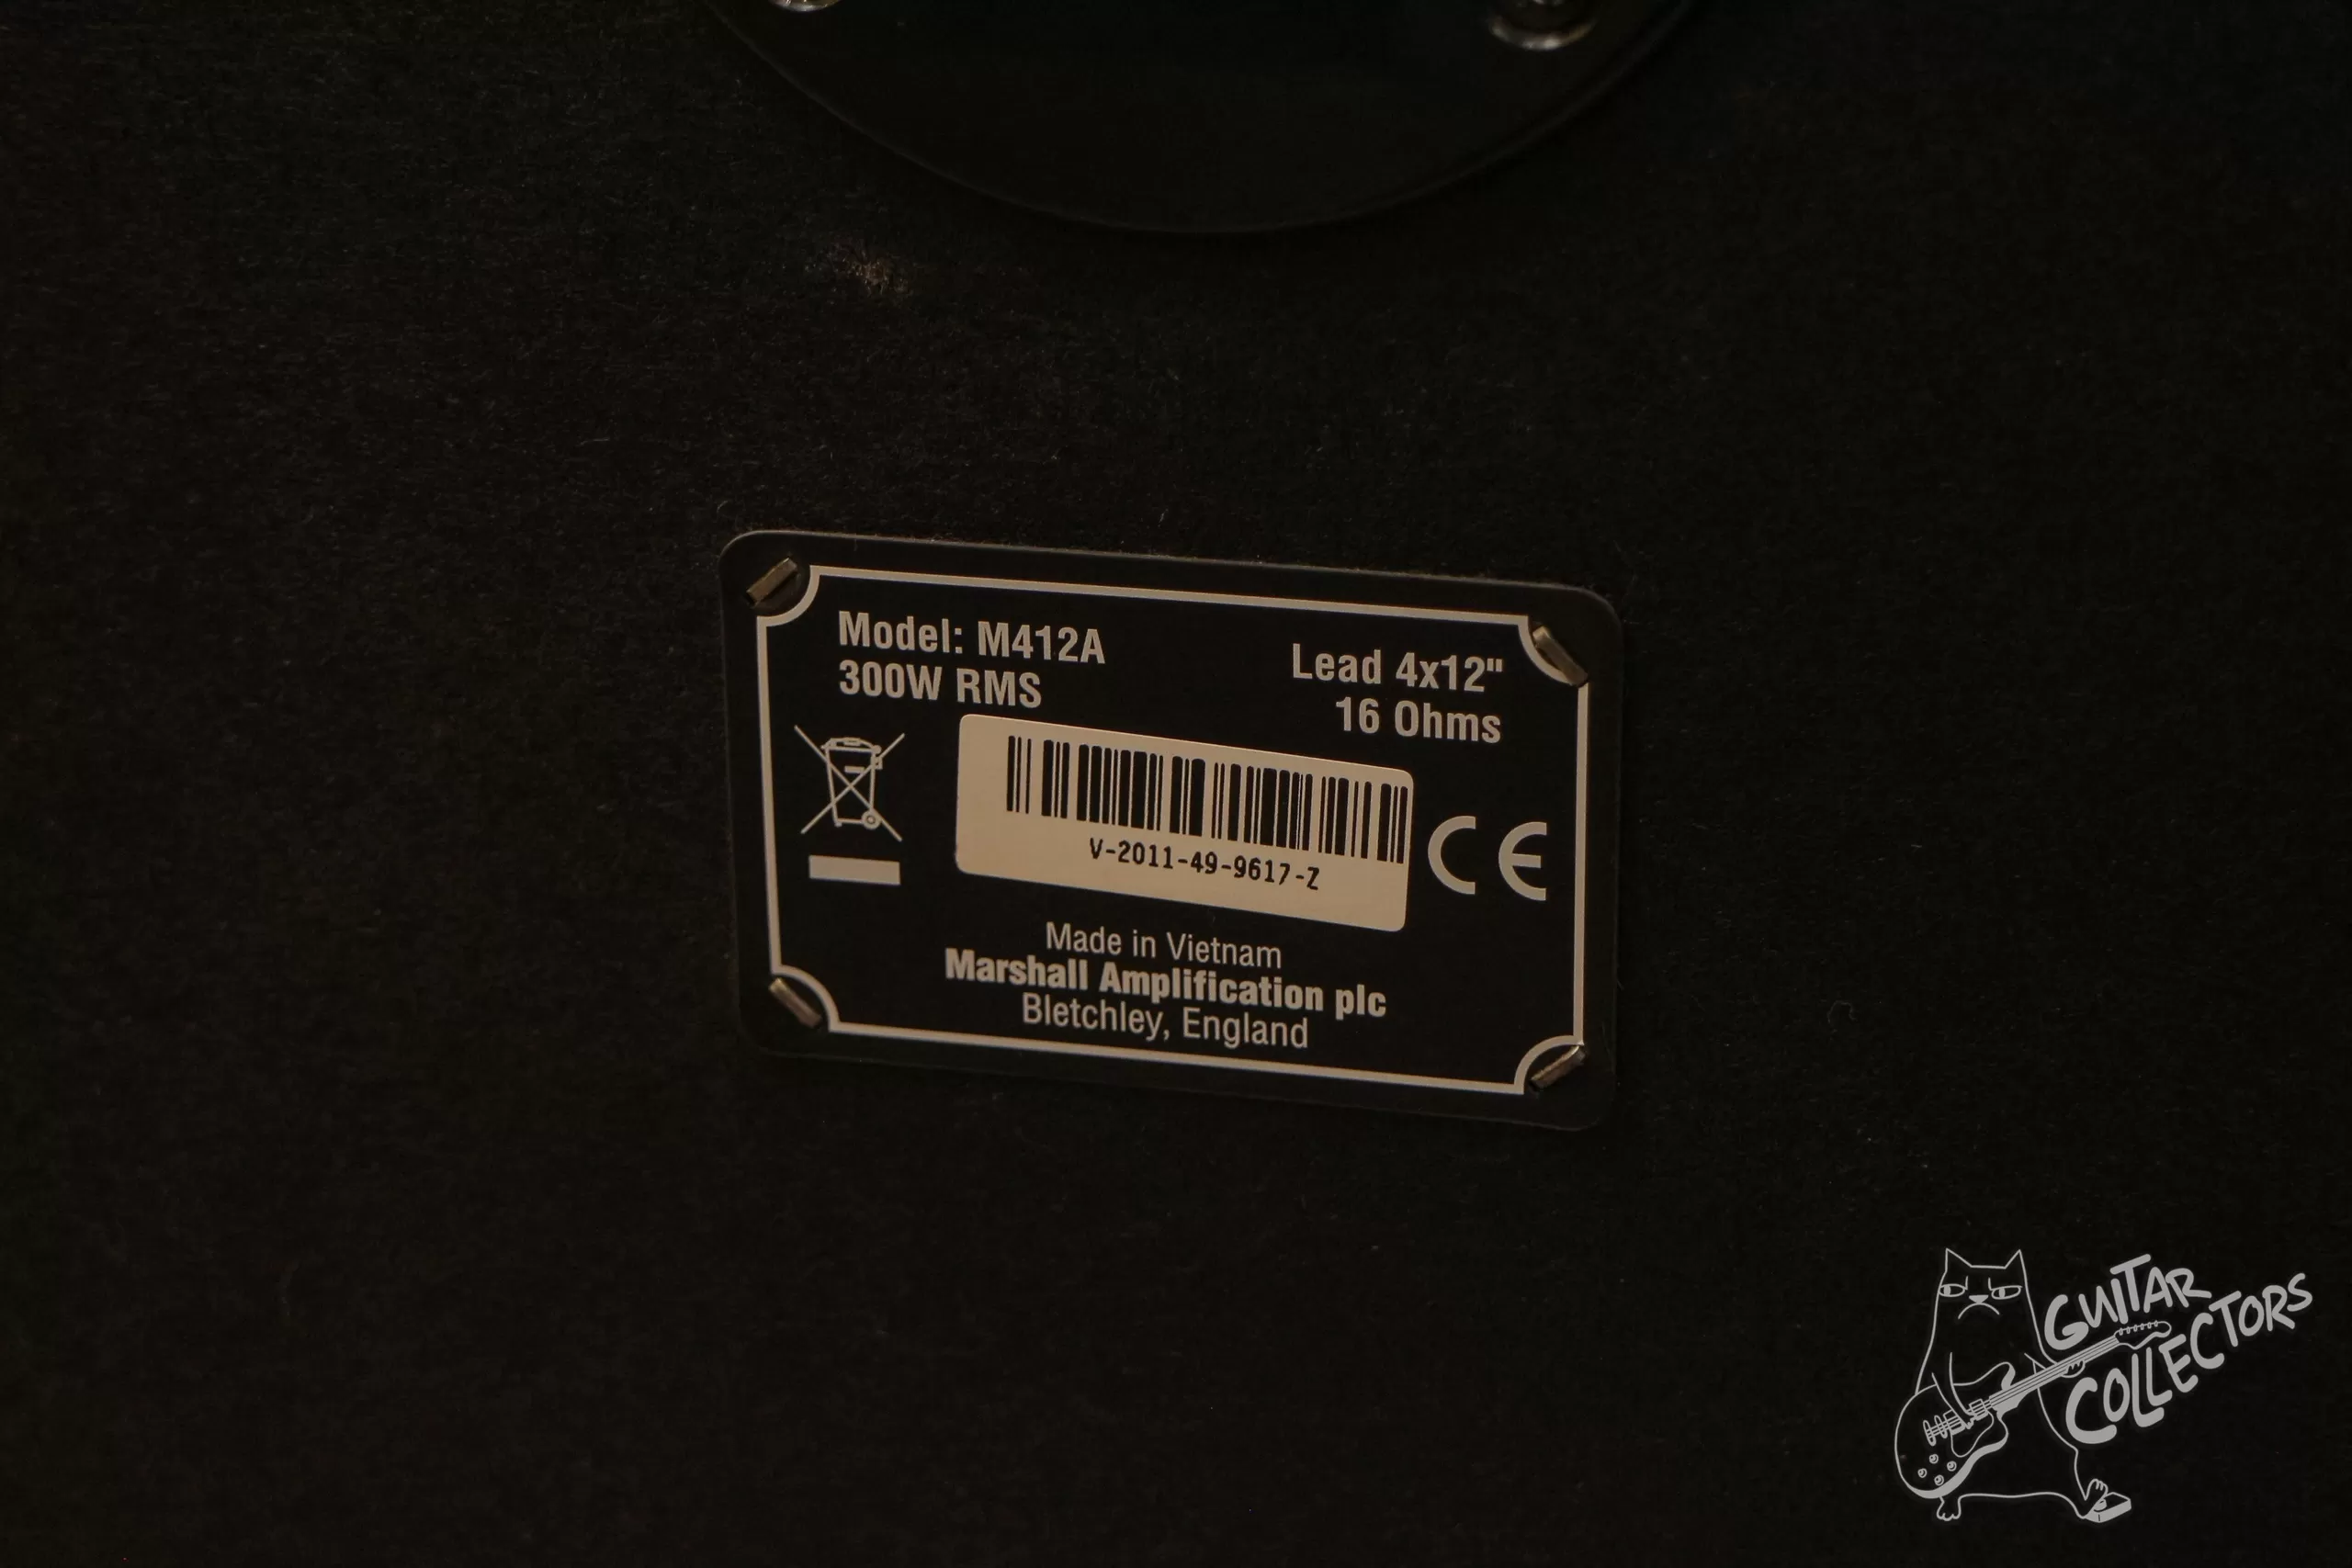 Model: M412A
300W RMS
Lead 4x12"
16 Ohms
V-2011-49-9617-Z
CE
Made in Vietnam
Marshall Amplification plc
Bletchley, England
GUITAR
COLLECTORS